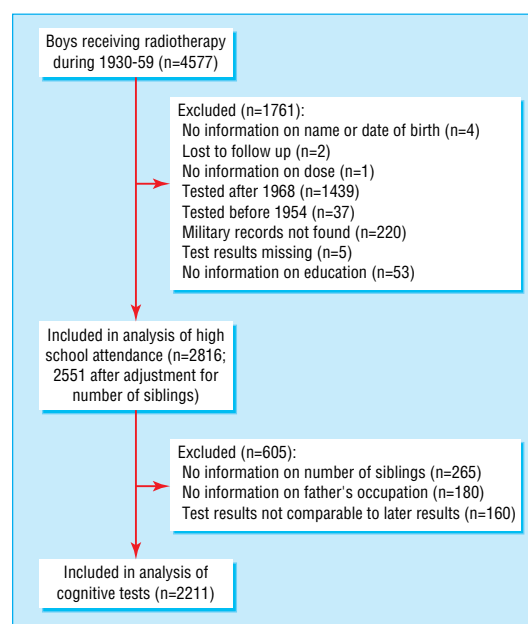 Boys receiving radiotherapy
during 1930-59 (n=4577)
Excluded (n=1761):
No information on name or date of birth (n=4)
Lost to follow up (n=2)
No information on dose (n=1)
Tested after 1968 (n=1439)
Tested before 1954 (n=37)
Military records not found (n=220)
Test results missing (n=5)
No information on education (n=53)
Included in analysis of high
school attendance (n=2816;
2551 after adjustment for
number of siblings)
Excluded (n=605):
No information on number of siblings (n=265)
No information on father's occupation (n=180)
Test results not comparable to later results (n=160)
Included in analysis of
cognitive tests (n=2211)